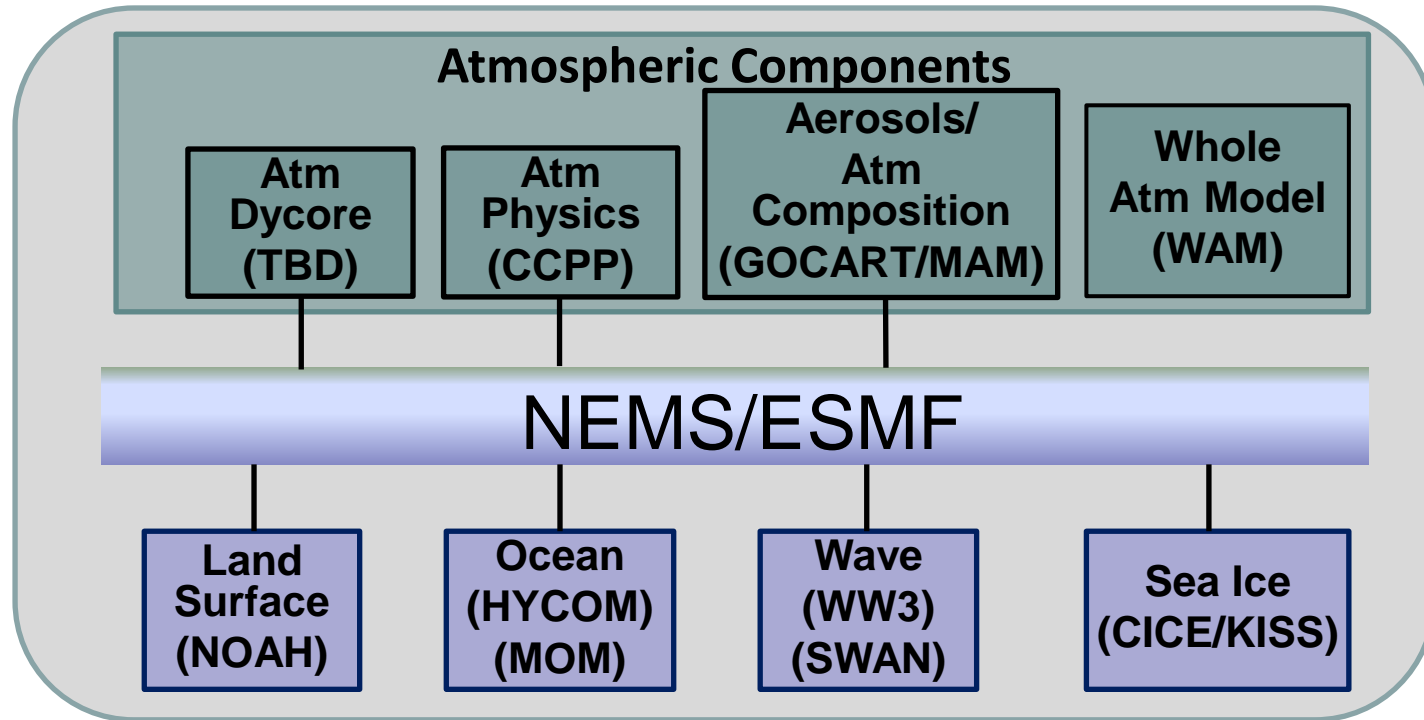 Atmospheric Components
Atm
Dycore
(TBD)
Atm
Physics
(CCPP)
Aerosols/
Atm
Composition
(GOCART/MAM)
Whole
Atm Model
(WAM)
NEMS/ESMF
Land
Surface
(NOAH)
Ocean
(HYCOM)
(MOM)
Wave
(WW3)
(SWAN)
Sea Ice
(CICE/KISS)